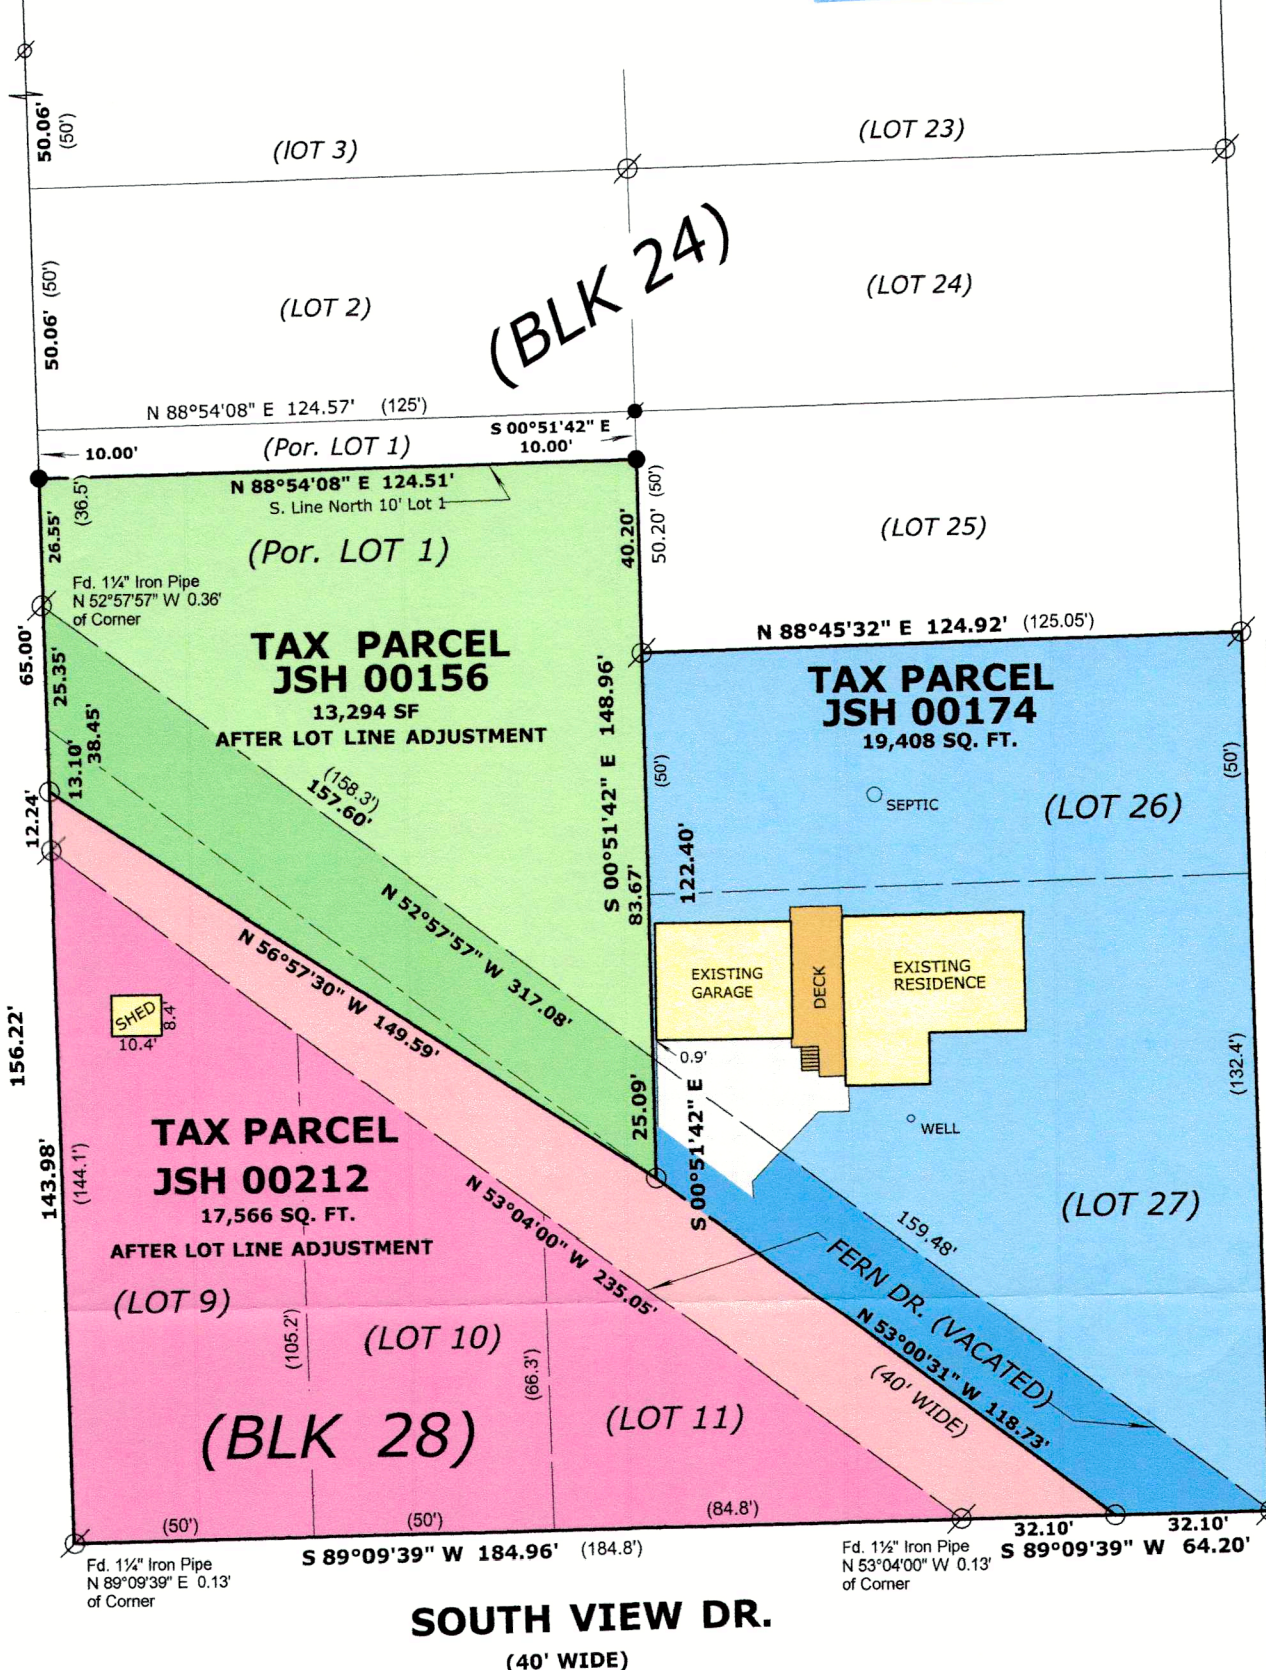 50.06'
(50')
(lOT 3)
(LOT 23)
(BLK 24)
50.06' (50')
(LOT 2)
(LOT 24)
N 88°54'08" E 124.57' (125')
S 00°51'42" E
10.00'
10.00'
(Por. LOT 1)
N 88°54'08" E 124.51'
S. Line North 10' Lot 1
(36.5')
26.55'
(Por. LOT 1)
40.20'
50.20' (50')
(LOT 25)
Fd. 1¼" Iron Pipe
N 52°57'57" W 0.36'
of Corner
65.00'
25.35'
13.10'
38.45'
12.24'
TAX PARCEL
JSH 00156
13,294 SF
AFTER LOT LINE ADJUSTMENT
(158.3')
157.60'
S 00°51'42" E 148.96'
83.67'
N 88°45'32" E 124.92' (125.05')
TAX PARCEL
JSH 00174
19,408 SQ. FT.
(50')
(50')
SEPTIC
(LOT 26)
122.40'
N 52°57'57" W 317.08'
N 56°57'30" W 149.59'
EXISTING
GARAGE
DECK
EXISTING
RESIDENCE
0.9'
25.09'
S 00°51'42" E
WELL
(132.4')
(LOT 27)
SHED
8.4'
10.4'
156.22'
143.98'
(144.1')
TAX PARCEL
JSH 00212
17,566 SQ. FT.
AFTER LOT LINE ADJUSTMENT
N 53°04'00" W 235.05'
159.48'
FERN DR. (VACATED)
N 53°00'31" W 118.73'
(40' WIDE)
(LOT 9)
(105.2')
(LOT 10)
(66.3')
(LOT 11)
(BLK 28)
(50')
(50')
(84.8')
S 89°09'39" W 184.96' (184.8')
32.10'
32.10'
S 89°09'39" W 64.20'
Fd. 1¼" Iron Pipe
N 89°09'39" E 0.13'
of Corner
Fd. 1½" Iron Pipe
N 53°04'00" W 0.13'
of Corner
SOUTH VIEW DR.
(40' WIDE)